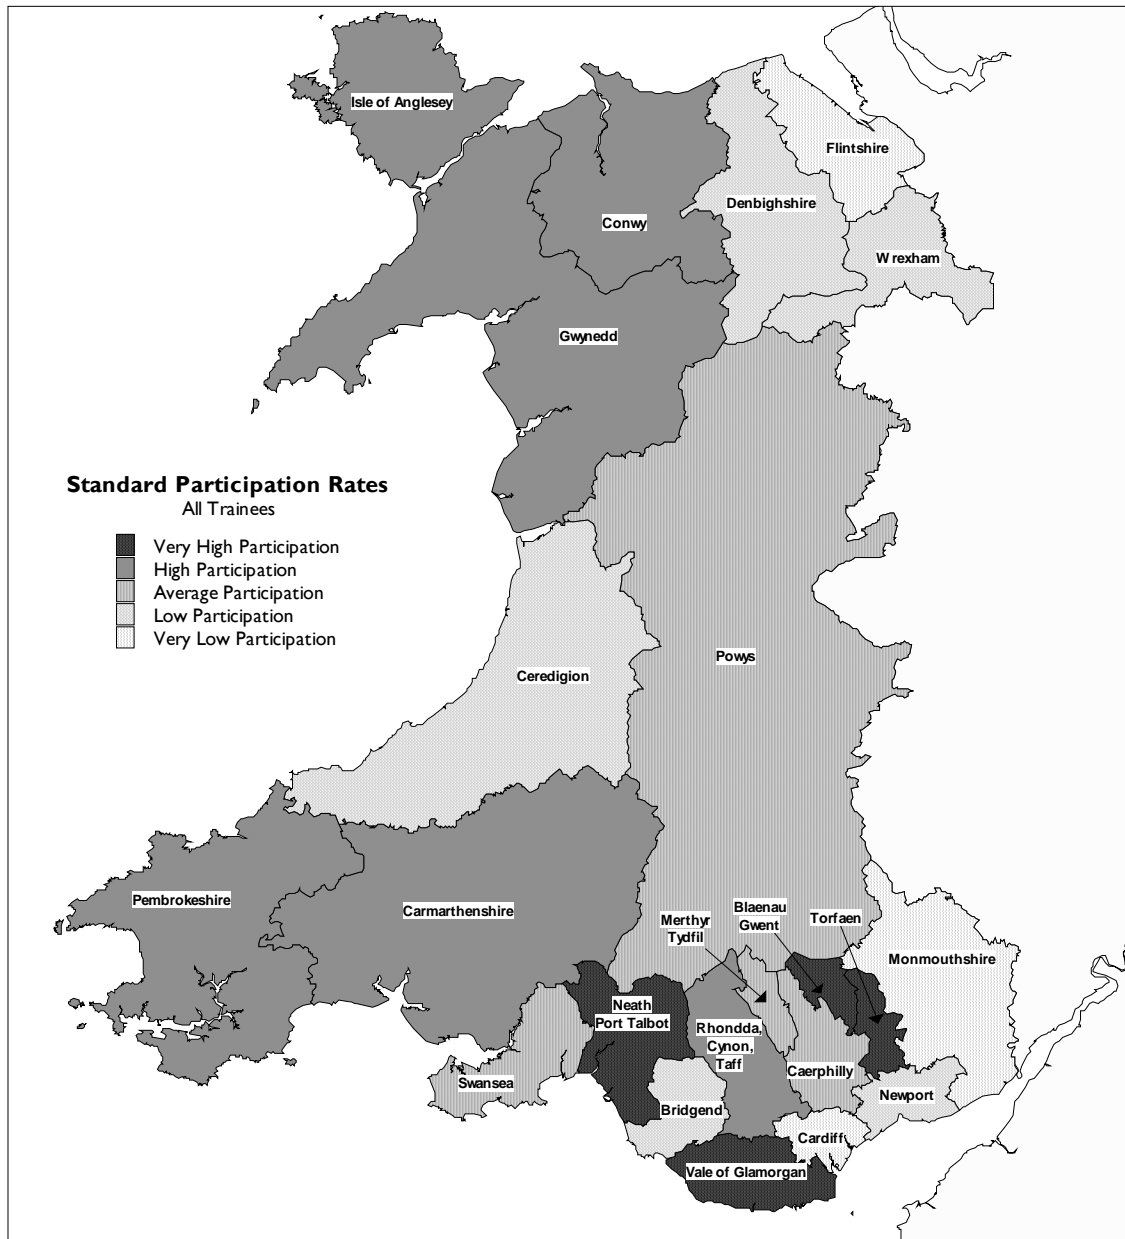 Isle of Anglesey
Flintshire
Denbighshire
Conwy
Wrexham
Gwynedd
Standard Participation Rates
All Trainees
Very High Participation
High Participation
Average Participation
Low Participation
Very Low Participation
Powys
Ceredigion
Pembrokeshire
Carmarthenshire
Merthyr
Tydfil
Blaenau
Gwent
Torfaen
Monmouthshire
Neath
Port Talbot
Rhondda,
Cynon,
Taff
Caerphilly
Swansea
Newport
Bridgend
Cardiff
Vale of Glamorgan